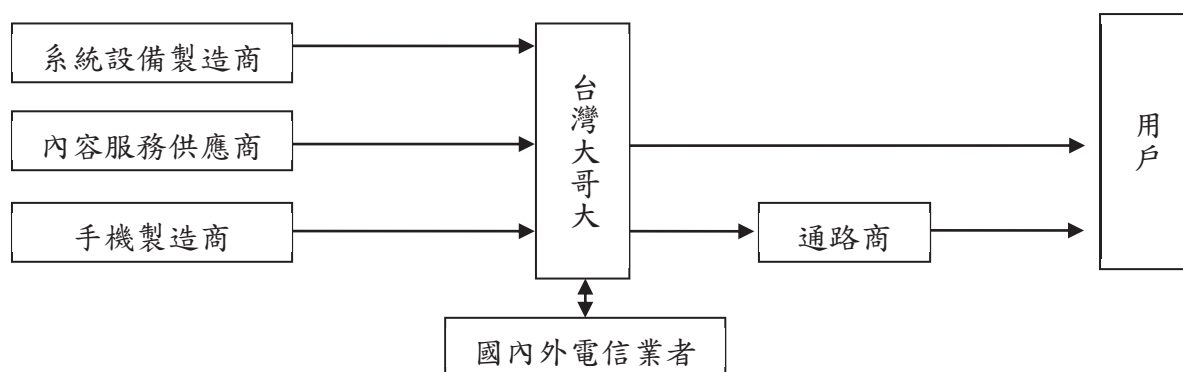 系統設備製造商
內容服務供應商
手機製造商
台灣大哥大
通路商
用戶
國內外電信業者